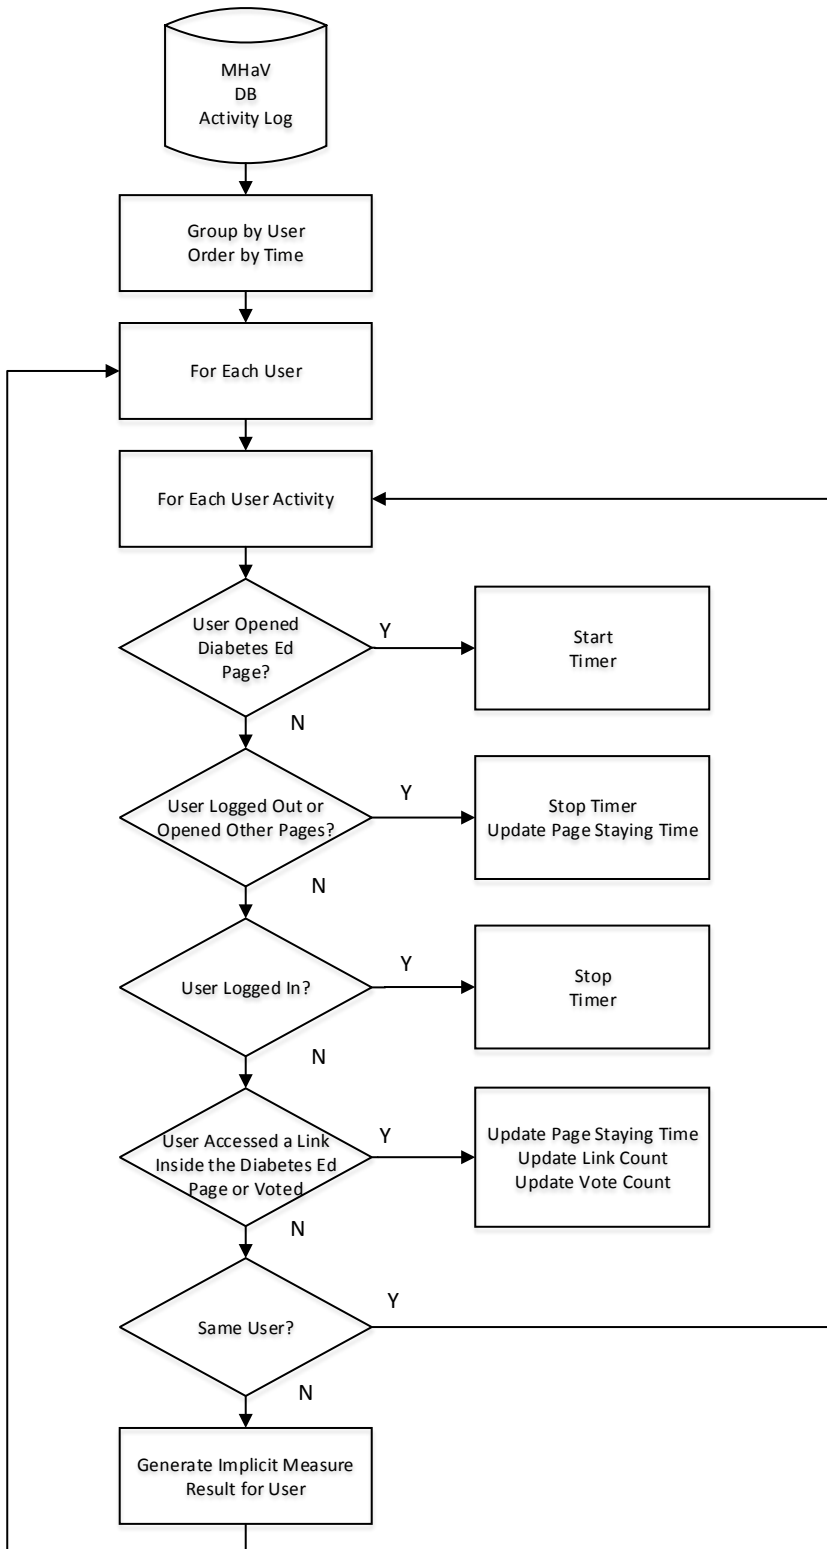 MHaV
DB
Activity Log
Group by User
Order by Time
For Each User
For Each User Activity
User Opened
Diabetes Ed
Page?
Y
Start
Timer
N
User Logged Out or
Opened Other Pages?
Y
Stop Timer
Update Page Staying Time
N
User Logged In?
Y
Stop
Timer
N
User Accessed a Link
Inside the Diabetes Ed
Page or Voted
Y
Update Page Staying Time
Update Link Count
Update Vote Count
N
Same User?
Y
N
Generate Implicit Measure
Result for User